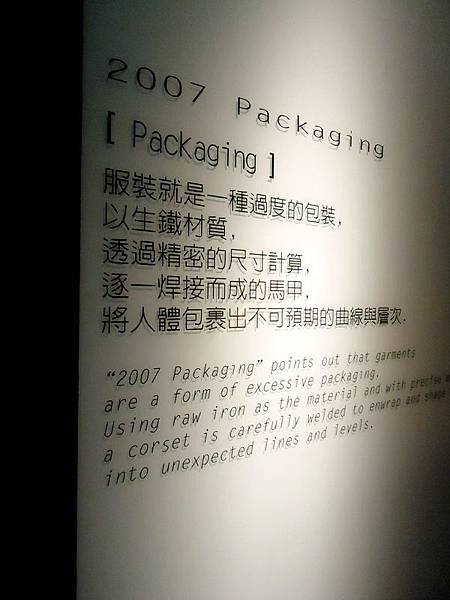 2007 Packaging
[ Packaging ]
服裝就是一種過度的包裝,
以生鐵材質,
透過精密的尺寸計算,
逐一焊接而成的馬甲,
將人體包裹出不可預期的曲線與層次.
"2007 Packaging" points out that garments
are a form of excessive packaging.
Using raw iron as the material and with precise
a corset is carefully welded to enwrap and shape
into unexpected lines and levels.